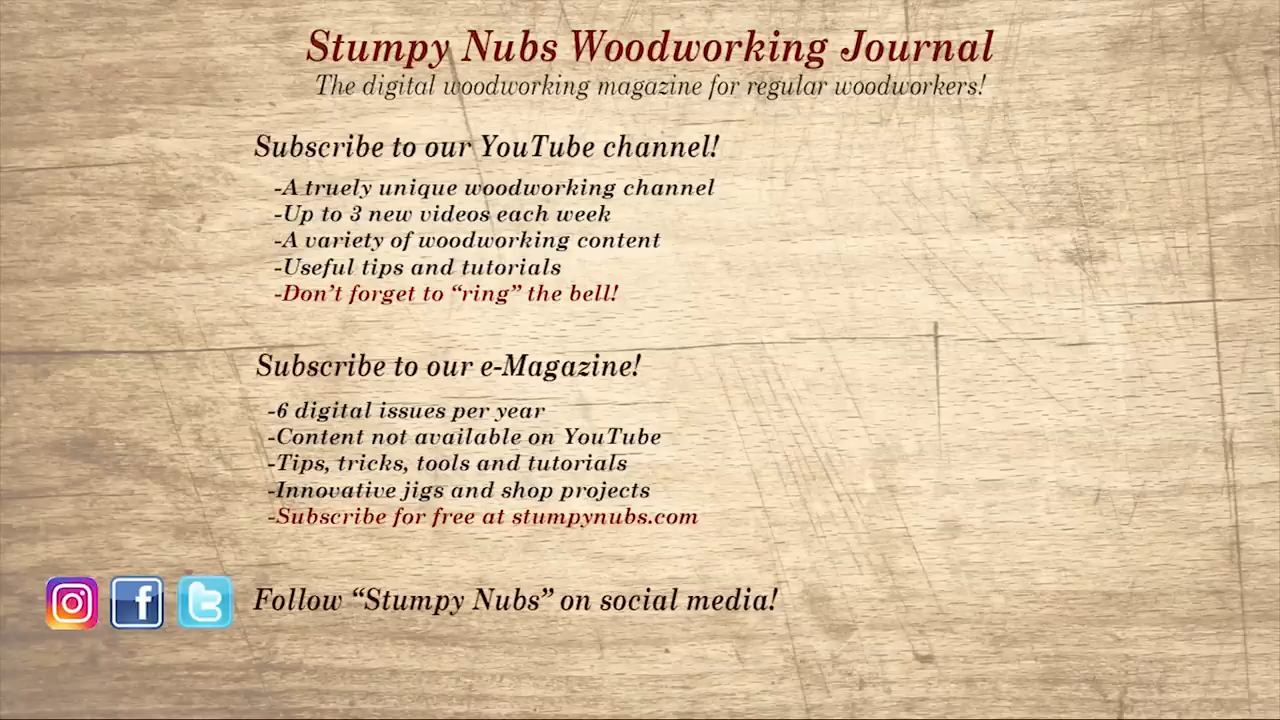 Stumpy Nubs Woodworking Journal
The digital woodworking magazine for regular woodworkers!
Subscribe to our YouTube channel!
-A truely unique woodworking channel
-Up to 3 new videos each week
-A variety of woodworking content
-Useful tips and tutorials
-Don't forget to “ring” the bell!
Subscribe to our e-Magazine!
-6 digital issues per year
-Content not available on YouTube
-Tips, tricks, tools and tutorials
-Innovative jigs and shop projects
-Subscribe for free at stumpynubs.com
Follow “Stumpy Nubs” on social media!